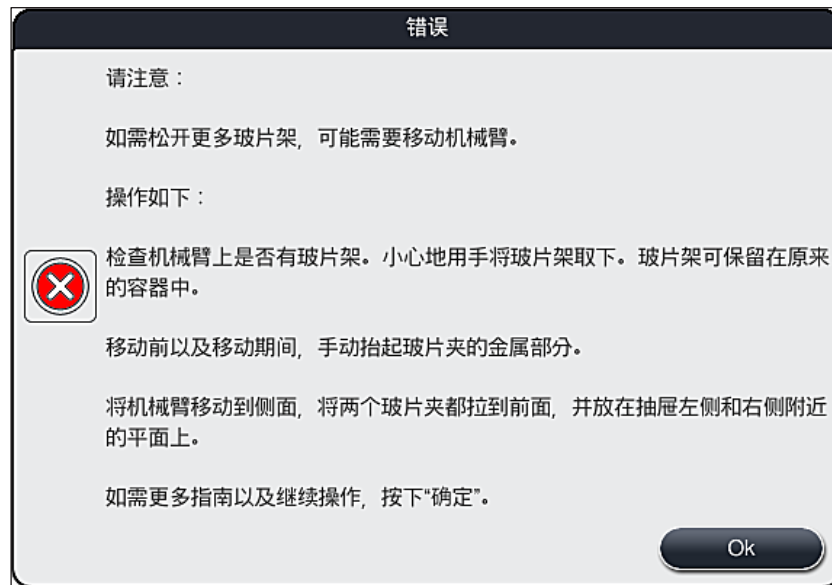 错误
请注意：
如需松开更多玻片架，可能需要移动机械臂。
操作如下：
检查机械臂上是否有玻片架。小心地用手将玻片架取下。玻片架可保留在原来
的容器中。
移动前以及移动期间，手动抬起玻片夹的金属部分。
将机械臂移动到侧面，将两个玻片夹都拉到前面，并放在抽屉左侧和右侧附近
的平面上。
如需更多指南以及继续操作，按下“确定”。
Ok